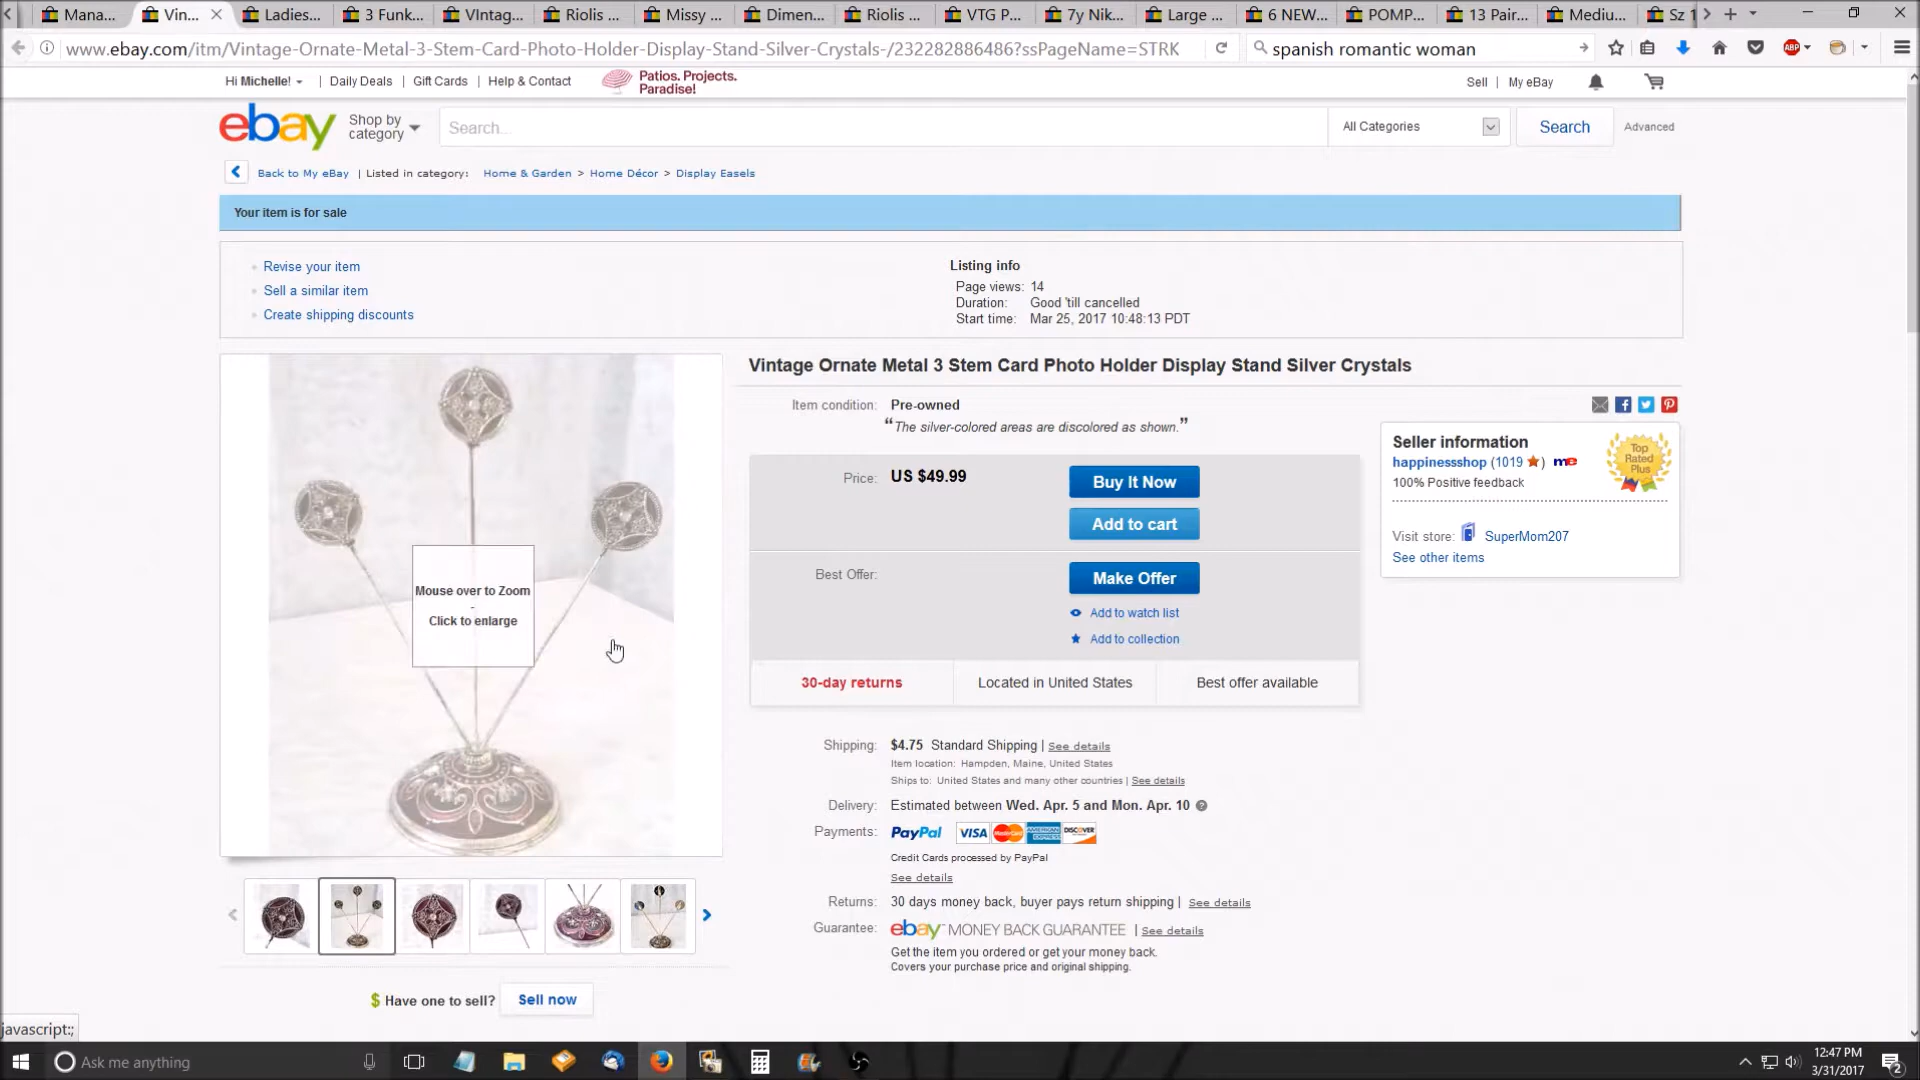 Mana...
Vin...
Ladies...
3 Funk...
VIntag...
Riolis ...
Missy ...
Dimen...
Riolis ...
VTG P...
7y Nik...
Large ...
6 NEW...
POMP...
13 Pair...
Mediu...
Sz 1
www.ebay.com/itm/Vintage-Ornate-Metal-3-Stem-Card-Photo-Holder-Display-Stand-Silver-Crystals-/232282886486?ssPageName=STRK
spanish romantic woman
ABP
Hi Michelle! | Daily Deals | Gift Cards | Help & Contact
Patios. Projects.
Paradise!
Sell | My eBay
ebay
Shop by
category
Search...
All Categories
Search
Advanced
Back to My eBay | Listed in category: Home & Garden > Home Décor > Display Easels
Your item is for sale
Revise your item
Sell a similar item
Create shipping discounts
Listing info
Page views: 14
Duration: Good 'till cancelled
Start time: Mar 25, 2017 10:48:13 PDT
Mouse over to Zoom
-
Click to enlarge
$ Have one to sell? Sell now
Vintage Ornate Metal 3 Stem Card Photo Holder Display Stand Silver Crystals
Item condition: Pre-owned
“The silver-colored areas are discolored as shown.”
Price: US $49.99
Buy It Now
Add to cart
Best Offer:
Make Offer
Add to watch list
Add to collection
30-day returns
Located in United States
Best offer available
Shipping: $4.75 Standard Shipping | See details
Item location: Hampden, Maine, United States
Ships to: United States and many other countries | See details
Delivery: Estimated between Wed. Apr. 5 and Mon. Apr. 10 ?
Payments: PayPal VISA MasterCard AMERICAN EXPRESS DISCOVER
Credit Cards processed by PayPal
See details
Returns: 30 days money back, buyer pays return shipping | See details
Guarantee: ebay MONEY BACK GUARANTEE | See details
Get the item you ordered or get your money back.
Covers your purchase price and original shipping.
Seller information
happinessshop (1019 ) me
100% Positive feedback
Top
Rated
Plus
Visit store: SuperMom207
See other items
javascript:;
Ask me anything
12:47 PM
3/31/2017
2